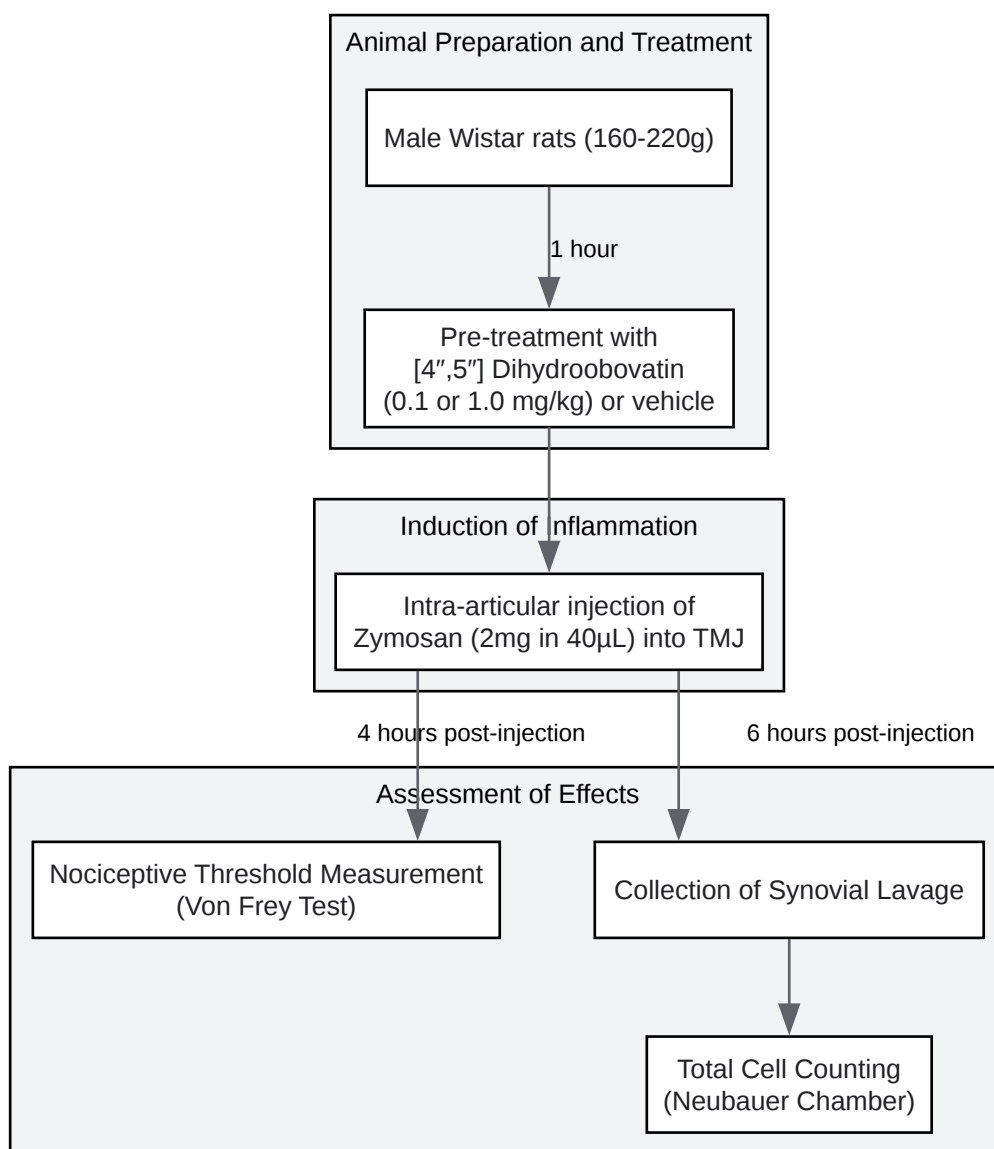 Animal Preparation and Treatment
Male Wistar rats (160-220g)
1 hour
Pre-treatment with
[4″,5″] Dihydroobovatin
(0.1 or 1.0 mg/kg) or vehicle
Induction of Inflammation
Intra-articular injection of
Zymosan (2mg in 40µL) into TMJ
4 hours post-injection
6 hours post-injection
Assessment of Effects
Nociceptive Threshold Measurement
(Von Frey Test)
Collection of Synovial Lavage
Total Cell Counting
(Neubauer Chamber)